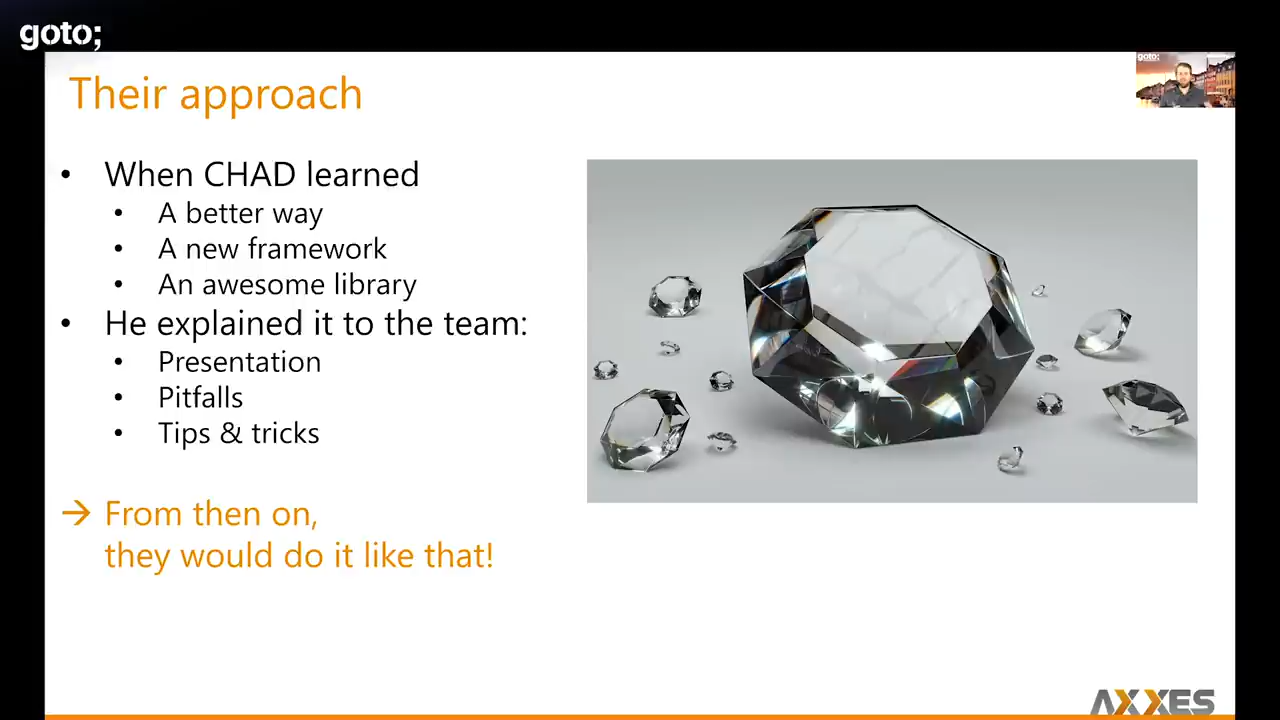 goto;
Their approach
goto;
• When CHAD learned
• A better way
• A new framework
• An awesome library
• He explained it to the team:
• Presentation
• Pitfalls
• Tips & tricks
→ From then on,
they would do it like that!
AXXES